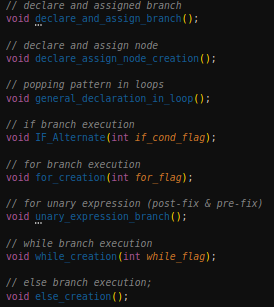 // declare and assigned branch
void declare_and_assign_branch();
// declare and assign node
void declare_assign_node_creation();
// popping pattern in loops
void general_declaration_in_loop();
// if branch execution
void IF_Alternate(int if_cond_flag);
// for branch execution
void for_creation(int for_flag);
// for unary expression (post-fix & pre-fix)
void unary_expression_branch();
// while branch execution
void while_creation(int while_flag);
// else branch execution;
void else_creation();